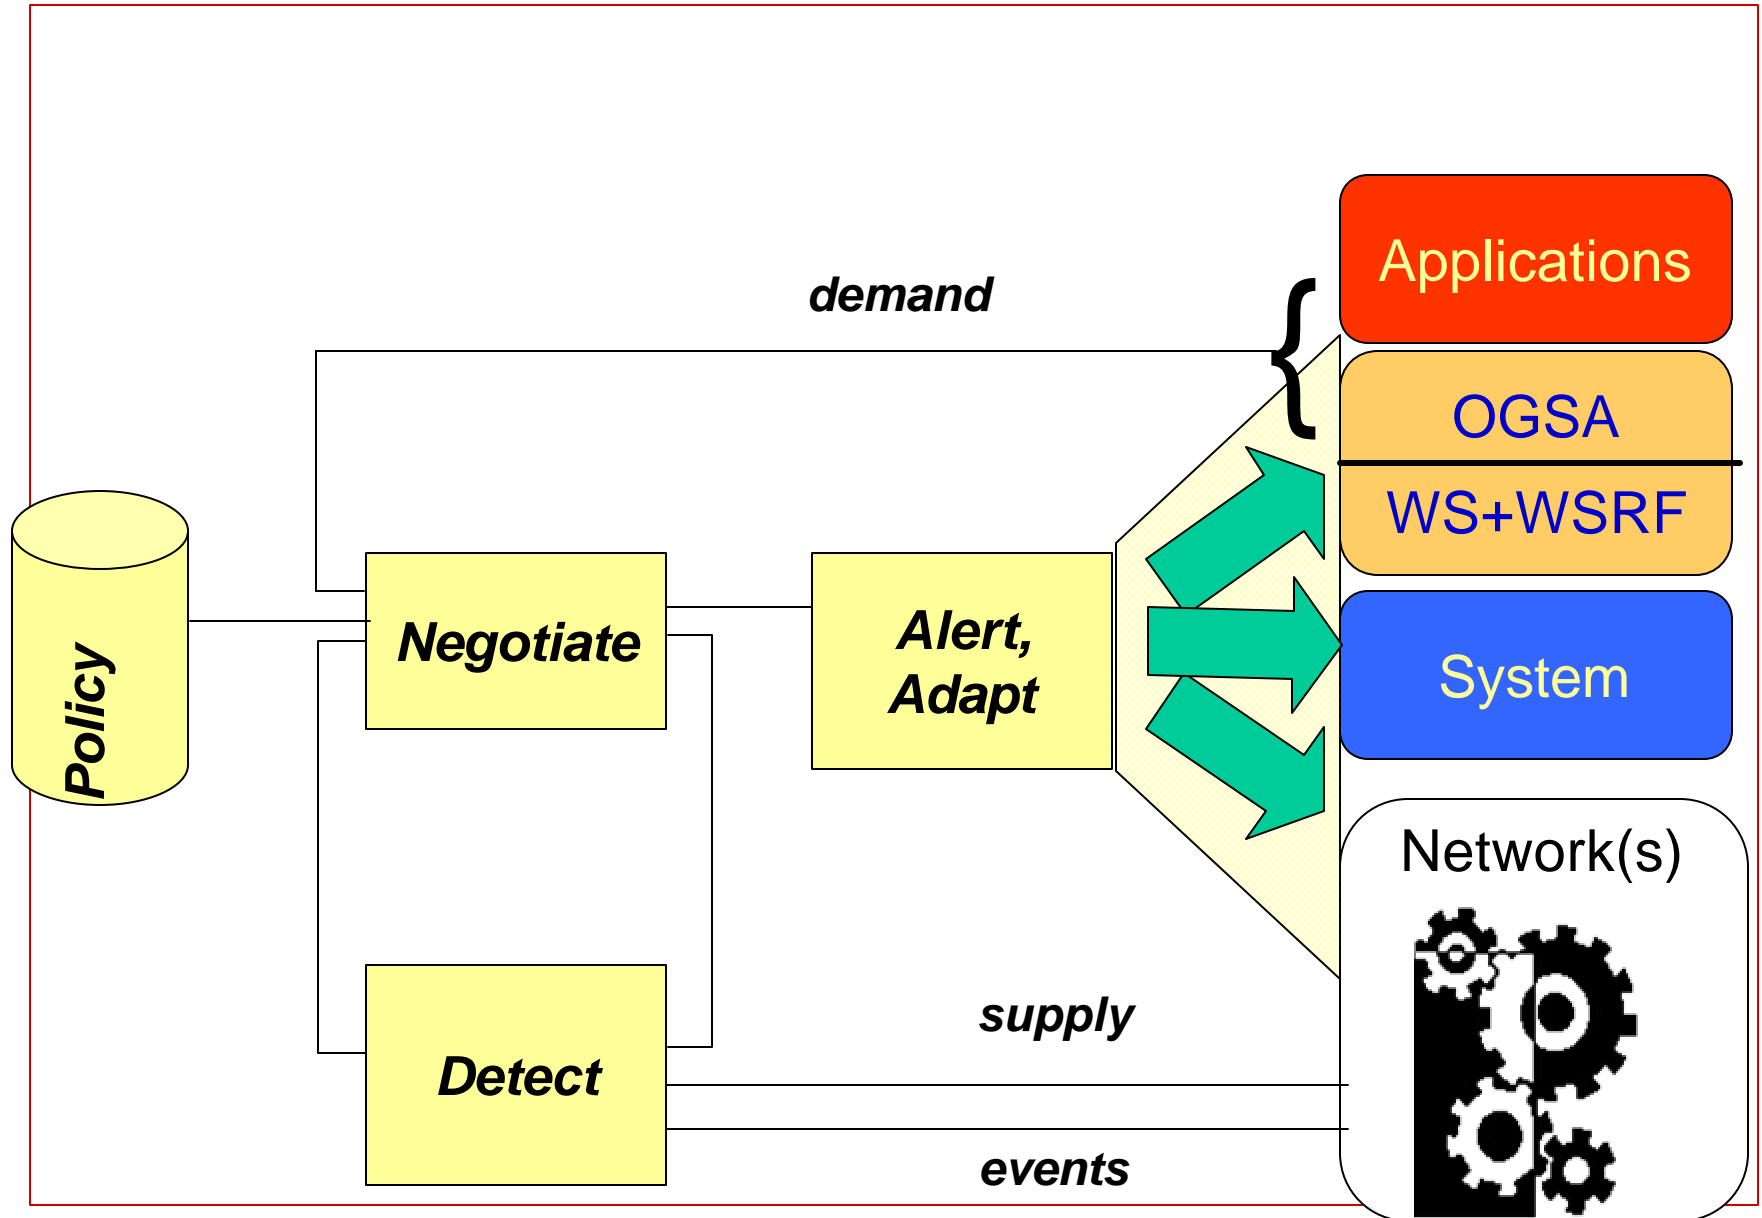 Applications
demand
OGSA
WS+WSRF
Policy
Negotiate
Alert,
Adapt
System
Network(s)
supply
Detect
events